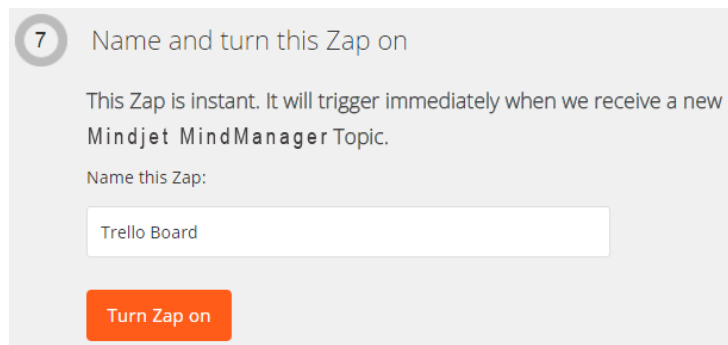 7 Name and turn this Zap on
This Zap is instant. It will trigger immediately when we receive a new
Mindjet MindManager Topic.
Name this Zap:
Trello Board
Turn Zap on